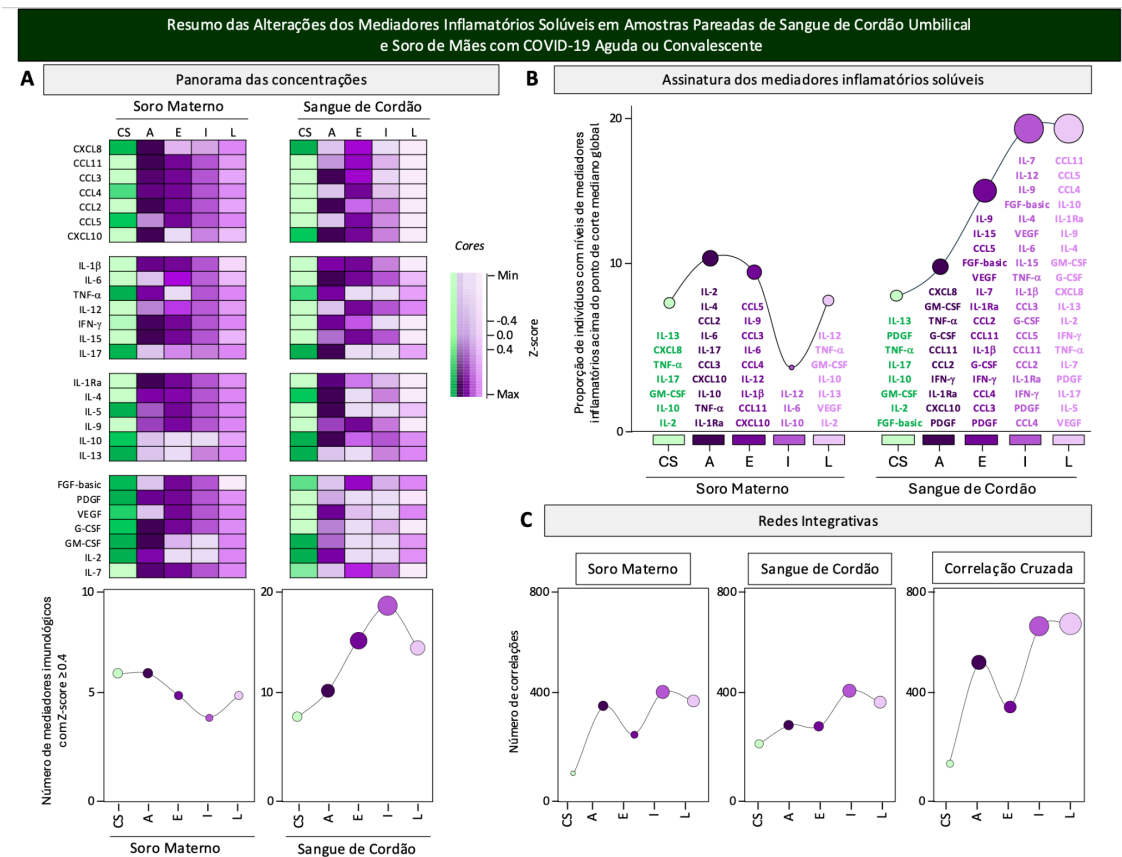 Resumo das Alterações dos Mediadores Inflamatórios Solúveis em Amostras Pareadas de Sangue de Cordão Umbilical
e Soro de Mães com COVID-19 Aguda ou Convalescente
A
Panorama das concentrações
Soro Materno
Sangue de Cordão
CS A E I L
CS A E I L
CXCL8
CCL11
CCL3
CCL4
CCL2
CCL5
CXCL10
IL-1β
IL-6
TNF-α
IL-12
IFN-γ
IL-15
IL-17
IL-1Ra
IL-4
IL-5
IL-9
IL-10
IL-13
FGF-basic
PDGF
VEGF
G-CSF
GM-CSF
IL-2
IL-7
Cores
Min
-0.4
0.0
0.4
Max
Z-score
Número de mediadores imunológicos
com Z-score ≥ 0.4
10
5
0
CS A E I L
Soro Materno
20
10
0
CS A E I L
Sangue de Cordão
B
Assinatura dos mediadores inflamatórios solúveis
Proporção de indivíduos com níveis de mediadores
inflamatórios acima do ponto de corte mediano global
20
10
0
IL-13
CXCL8
TNF-α
IL-17
GM-CSF
IL-10
IL-2
IL-2
IL-4
CCL2
IL-6
IL-17
CCL3
CXCL10
IL-10
TNF-α
IL-1Ra
CCL5
IL-9
CCL3
IL-6
CCL4
IL-12
IL-1β
CCL11
CXCL10
IL-12
IL-6
IL-10
IL-12
TNF-α
GM-CSF
IL-10
IL-13
VEGF
IL-2
IL-13
PDGF
TNF-α
IL-17
IL-10
GM-CSF
IL-2
FGF-basic
CXCL8
GM-CSF
TNF-α
G-CSF
CCL11
CCL2
IFN-γ
IL-1Ra
CXCL10
PDGF
IL-9
IL-15
CCL5
FGF-basic
VEGF
IL-7
IL-1Ra
CCL2
CCL11
IL-1β
G-CSF
IFN-γ
CCL4
CCL3
PDGF
IL-7
IL-12
IL-9
FGF-basic
IL-4
VEGF
IL-6
IL-15
TNF-α
IL-1β
CCL3
G-CSF
CCL5
CCL11
CCL2
IL-1Ra
IFN-γ
PDGF
CCL4
CCL11
CCL5
CCL4
IL-10
IL-1Ra
IL-9
IL-4
GM-CSF
G-CSF
CXCL8
IL-13
IL-2
IFN-γ
TNF-α
IL-7
PDGF
IL-17
IL-5
VEGF
CS A E I L
Soro Materno
CS A E I L
Sangue de Cordão
C
Redes Integrativas
Número de correlações
Soro Materno
800
400
0
CS A E I L
Sangue de Cordão
800
400
0
CS A E I L
Correlação Cruzada
800
400
0
CS A E I L